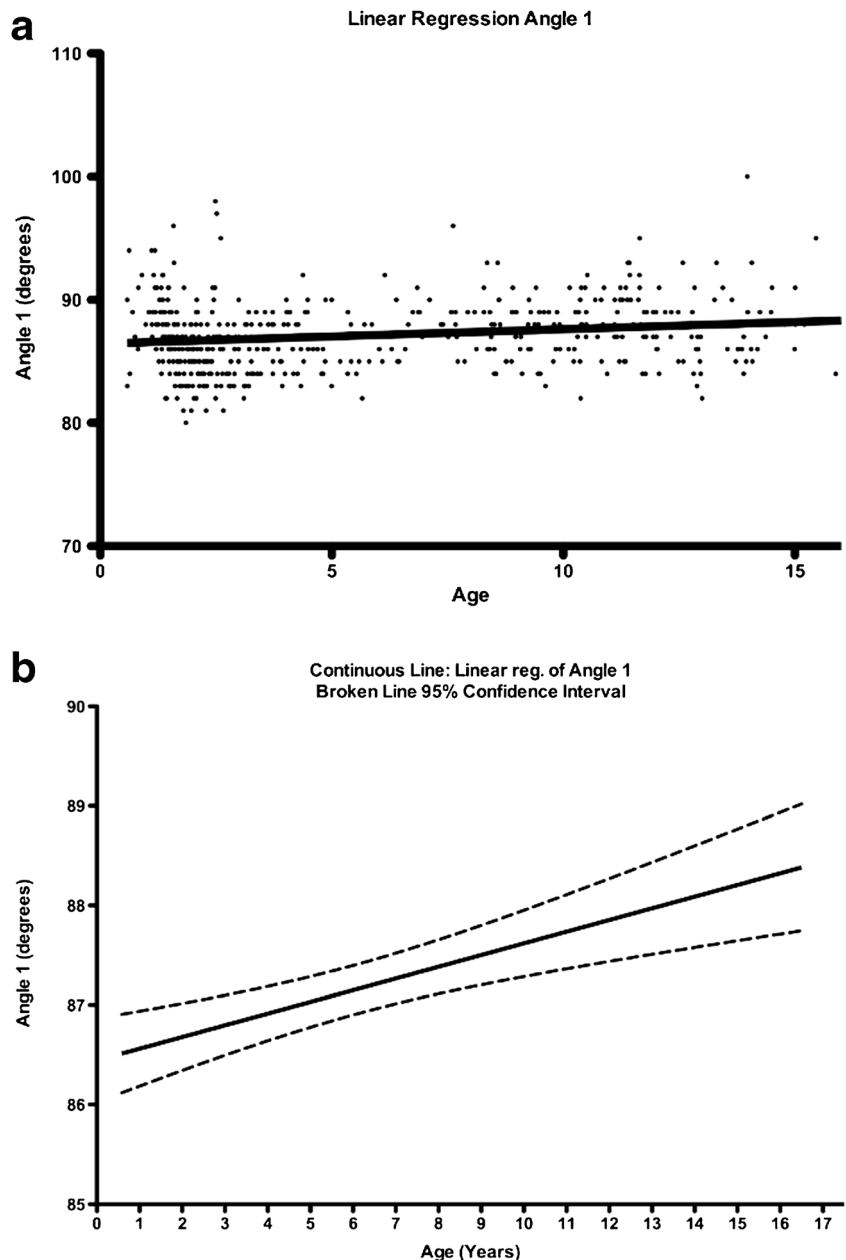 a
Linear Regression Angle 1
110
100
90
80
70
Angle 1 (degrees)
0 5 10 15
Age
b
Continuous Line: Linear reg. of Angle 1
Broken Line 95% Confidence Interval
90
89
88
87
86
85
Angle 1 (degrees)
0 1 2 3 4 5 6 7 8 9 10 11 12 13 14 15 16 17
Age (Years)